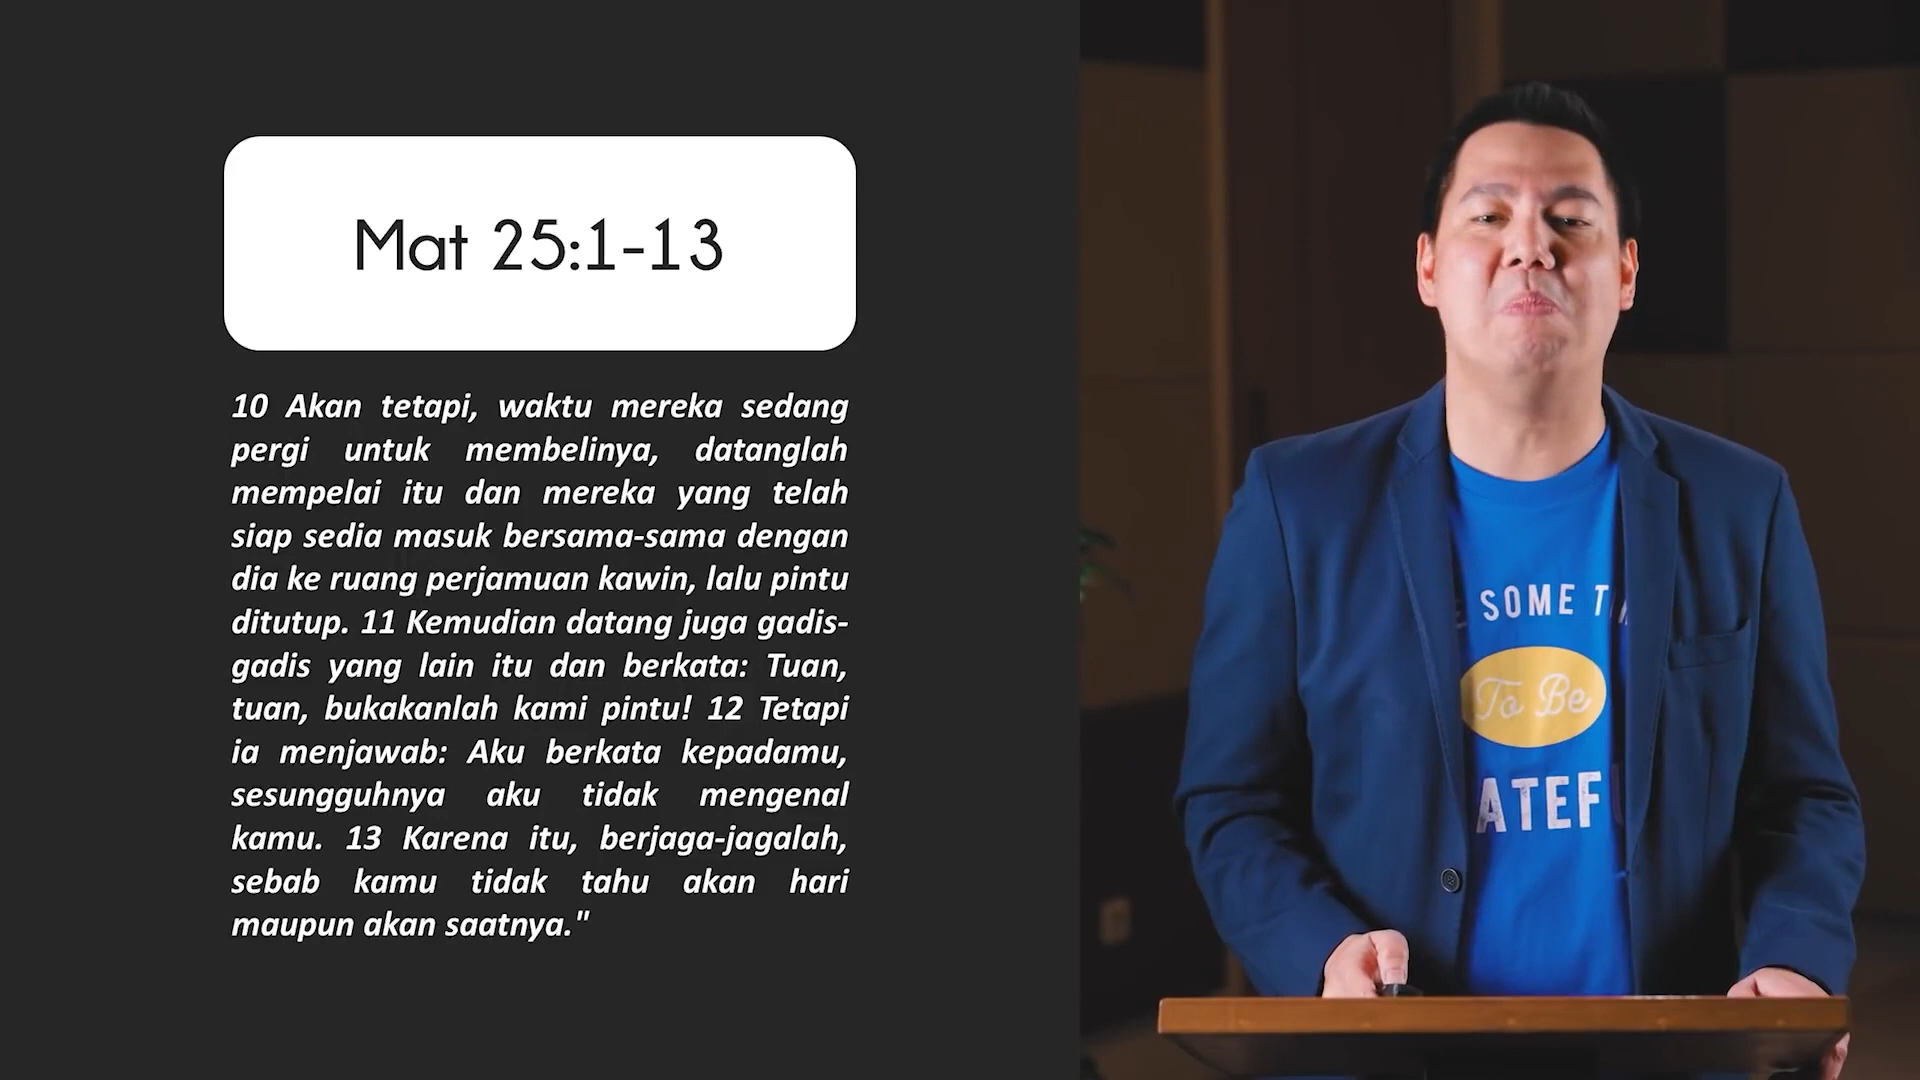 Mat 25:1-13
10 Akan tetapi, waktu mereka sedang
pergi untuk membelinya, datanglah
mempelai itu dan mereka yang telah
siap sedia masuk bersama-sama dengan
dia ke ruang perjamuan kawin, lalu pintu
ditutup. 11 Kemudian datang juga gadis-
gadis yang lain itu dan berkata: Tuan,
tuan, bukakanlah kami pintu! 12 Tetapi
ia menjawab: Aku berkata kepadamu,
sesungguhnya aku tidak mengenal
kamu. 13 Karena itu, berjaga-jagalah,
sebab kamu tidak tahu akan hari
maupun akan saatnya."
SOME
To Be
ATEF